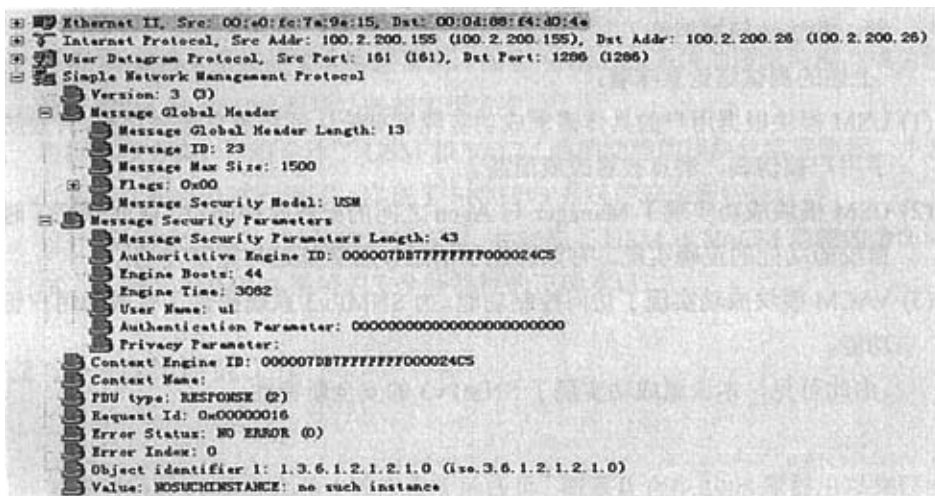 Ethernet II, Src: 00:e0:fc:7a:9e:15, Dst: 00:0d:88:f4:d0:4e
Internet Protocol, Src Addr: 100.2.200.155 (100.2.200.155), Dst Addr: 100.2.200.26 (100.2.200.26)
User Datagram Protocol, Src Port: 161 (161), Dst Port: 1286 (1286)
Simple Network Management Protocol
Version: 3 (3)
Message Global Header
Message Global Header Length: 13
Message ID: 23
Message Max Size: 1500
Flags: 0x00
Message Security Model: USM
Message Security Parameters
Message Security Parameters Length: 43
Authoritative Engine ID: 000007DB7FFFFFFF000024C5
Engine Boots: 44
Engine Time: 3082
User Name: u1
Authentication Parameter: 000000000000000000000000
Privacy Parameter:
Context Engine ID: 000007DB7FFFFFFF000024C5
Context Name:
PDU type: RESPONSE (2)
Request Id: 0x00000016
Error Status: NO ERROR (0)
Error Index: 0
Object identifier 1: 1.3.6.1.2.1.2.1.0 (iso.3.6.1.2.1.2.1.0)
Value: NOSUCHINSTANCE: no such instance